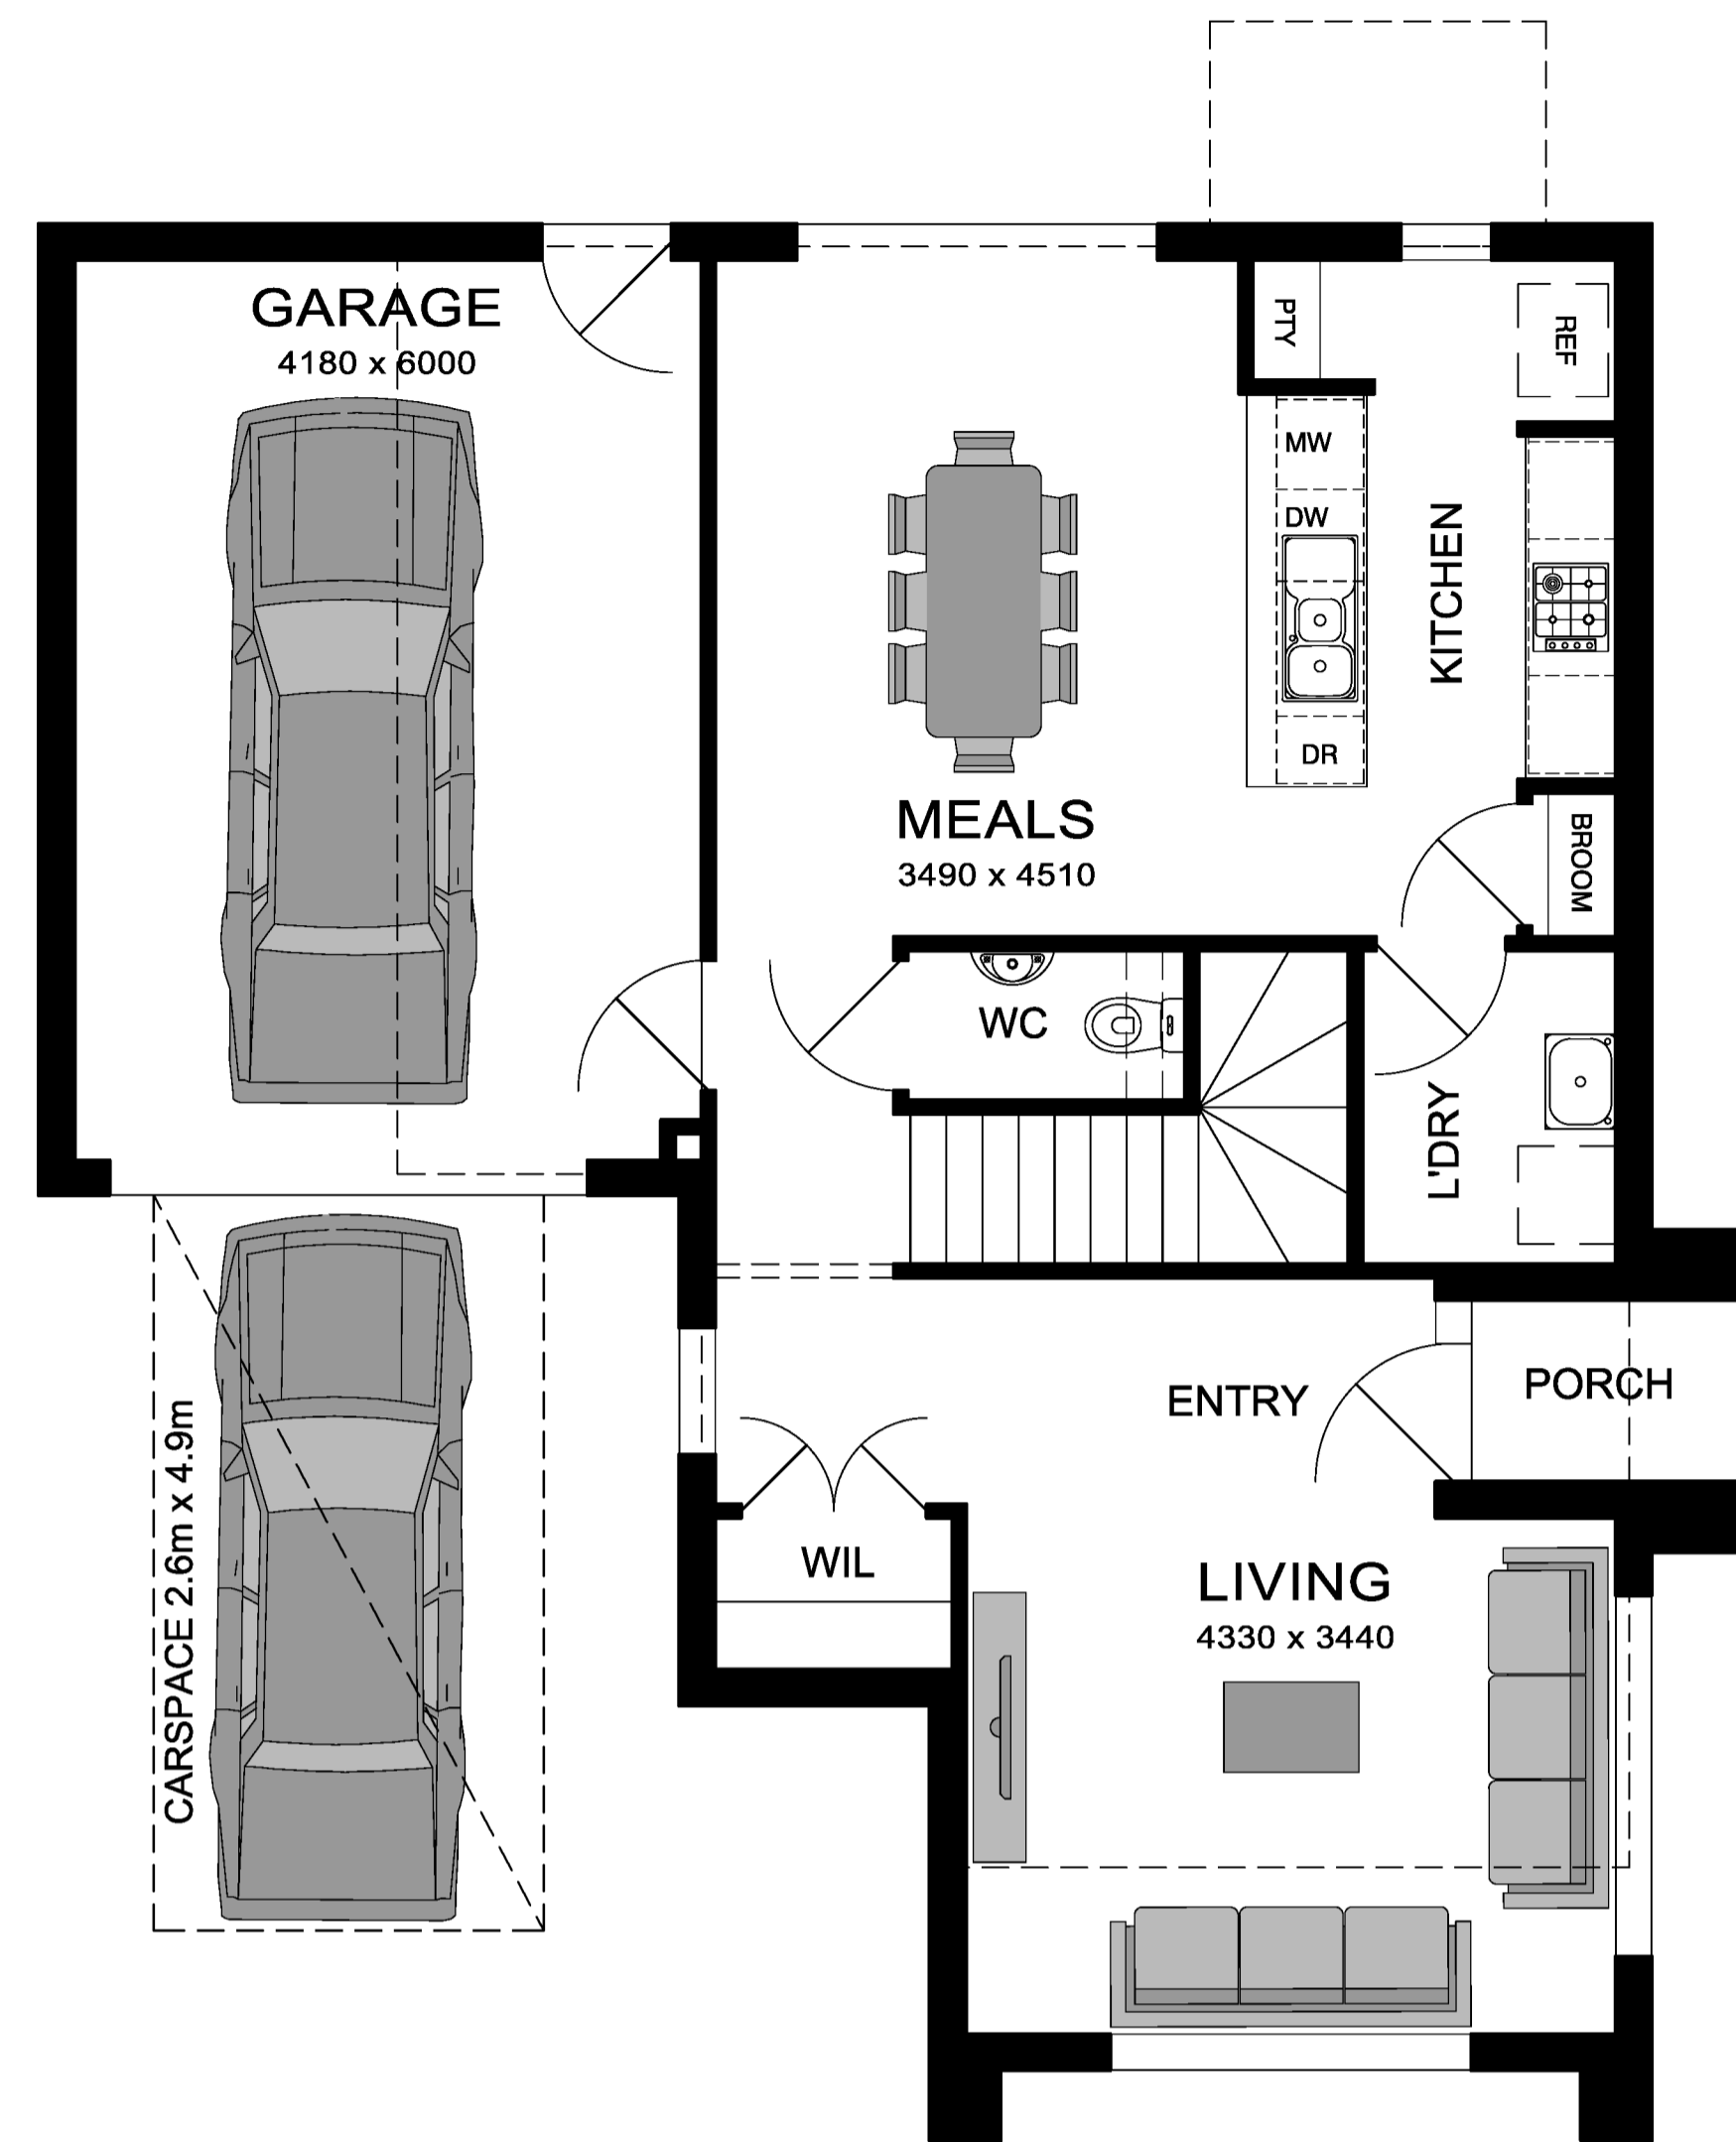 GARAGE
4180 x 6000
PTY
REF
MW
DW
KITCHEN
DR
MEALS
3490 x 4510
BROOM
WC
L'DRY
ENTRY
PORCH
CARSPACE 2.6m x 4.9m
WIL
LIVING
4330 x 3440